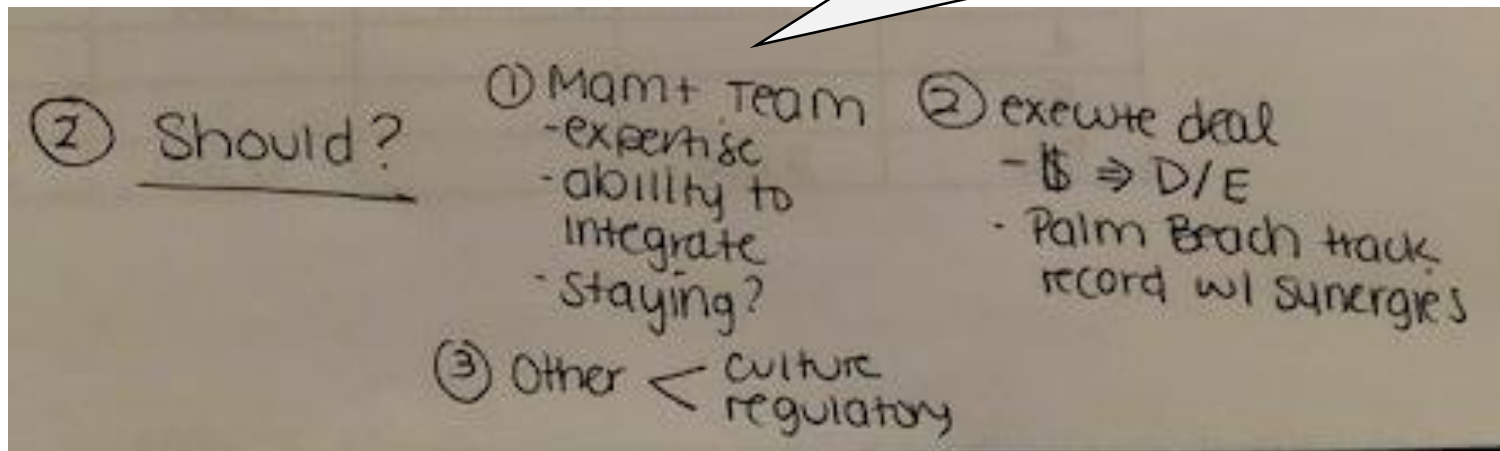 ② Should?
① Mgmt Team
-expertise
-ability to
integrate
-Staying?
② execute deal
- $ ⇒ D/E
- Palm Beach track
record w/ synergies
③ Other < culture
regulatory